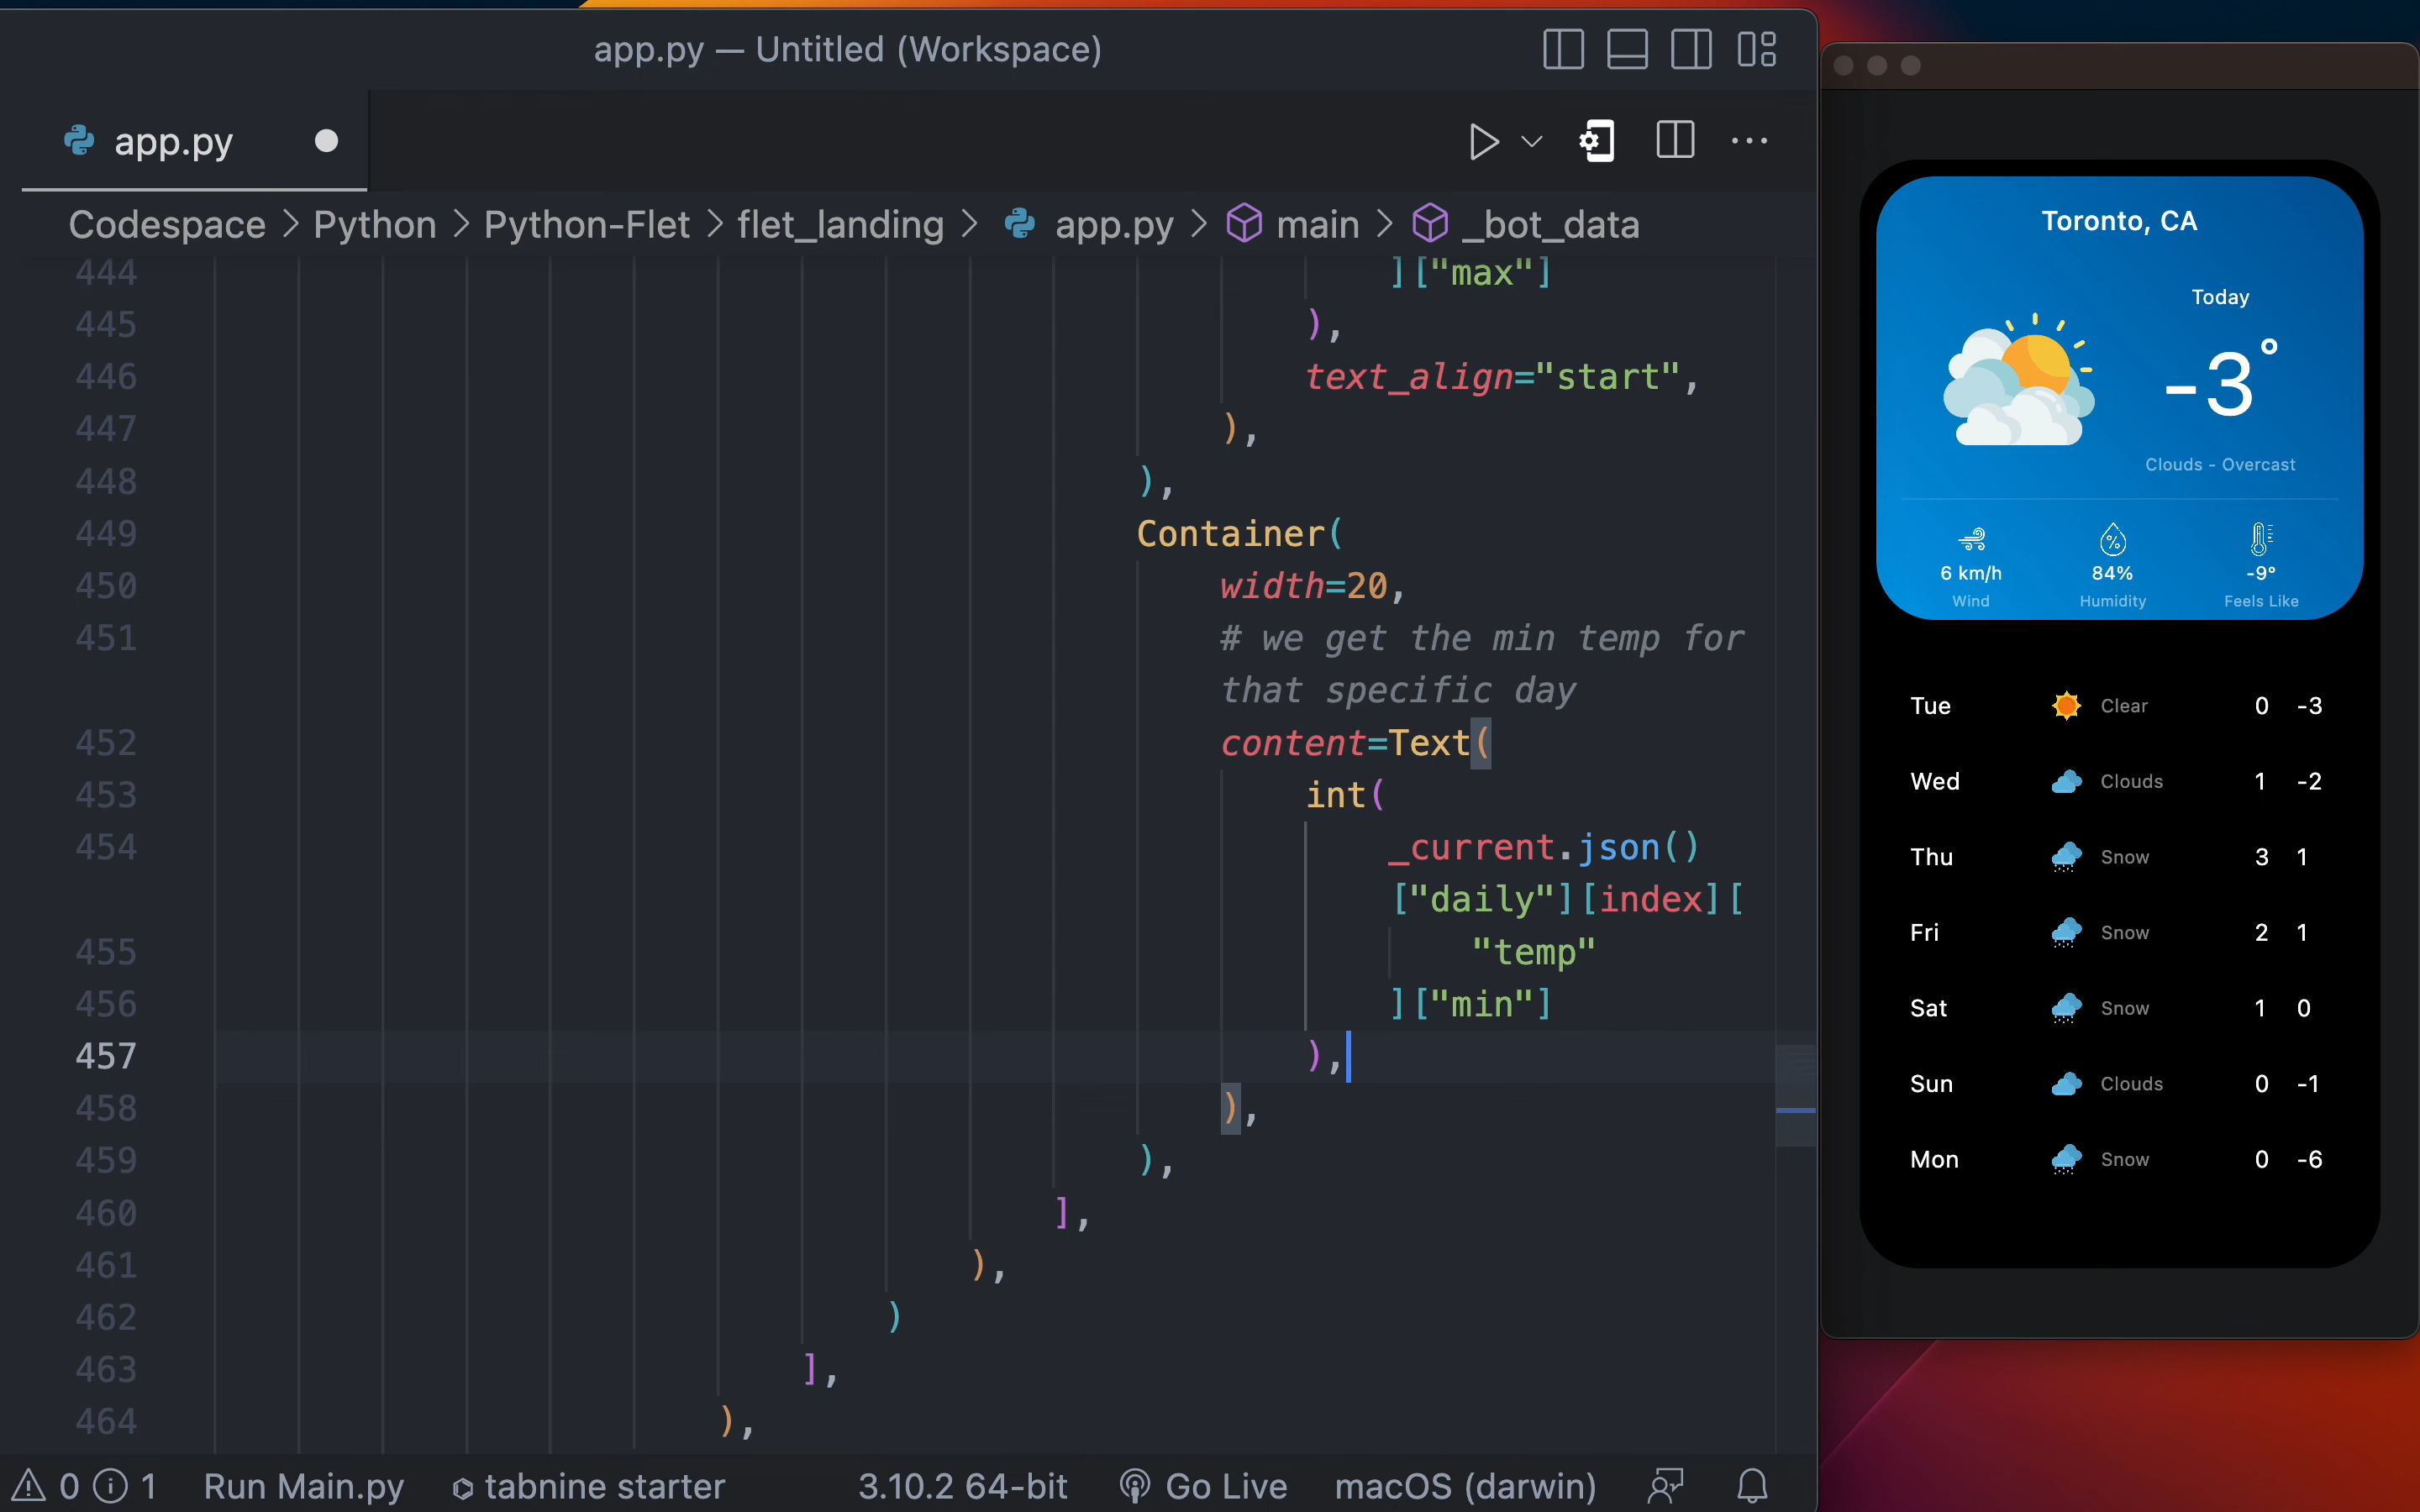 app.py — Untitled (Workspace)
app.py
Codespace > Python > Python-Flet > flet_landing > app.py > main > _bot_data
444 ]["max"]
445 ),
446 text_align="start",
447 ),
448 ),
449 Container(
450 width=20,
451 # we get the min temp for
that specific day
452 content=Text(
453 int(
454 _current.json()
["daily"][index][
455 "temp"
456 ]["min"]
457 ),
458 ),
459 ),
460 ],
461 ),
462 )
463 ],
464 ),
0 1 Run Main.py tabnine starter 3.10.2 64-bit Go Live macOS (darwin)
Toronto, CA
Today
-3°
Clouds - Overcast
6 km/h 84% -9°
Wind Humidity Feels Like
Tue Clear 0 -3
Wed Clouds 1 -2
Thu Snow 3 1
Fri Snow 2 1
Sat Snow 1 0
Sun Clouds 0 -1
Mon Snow 0 -6